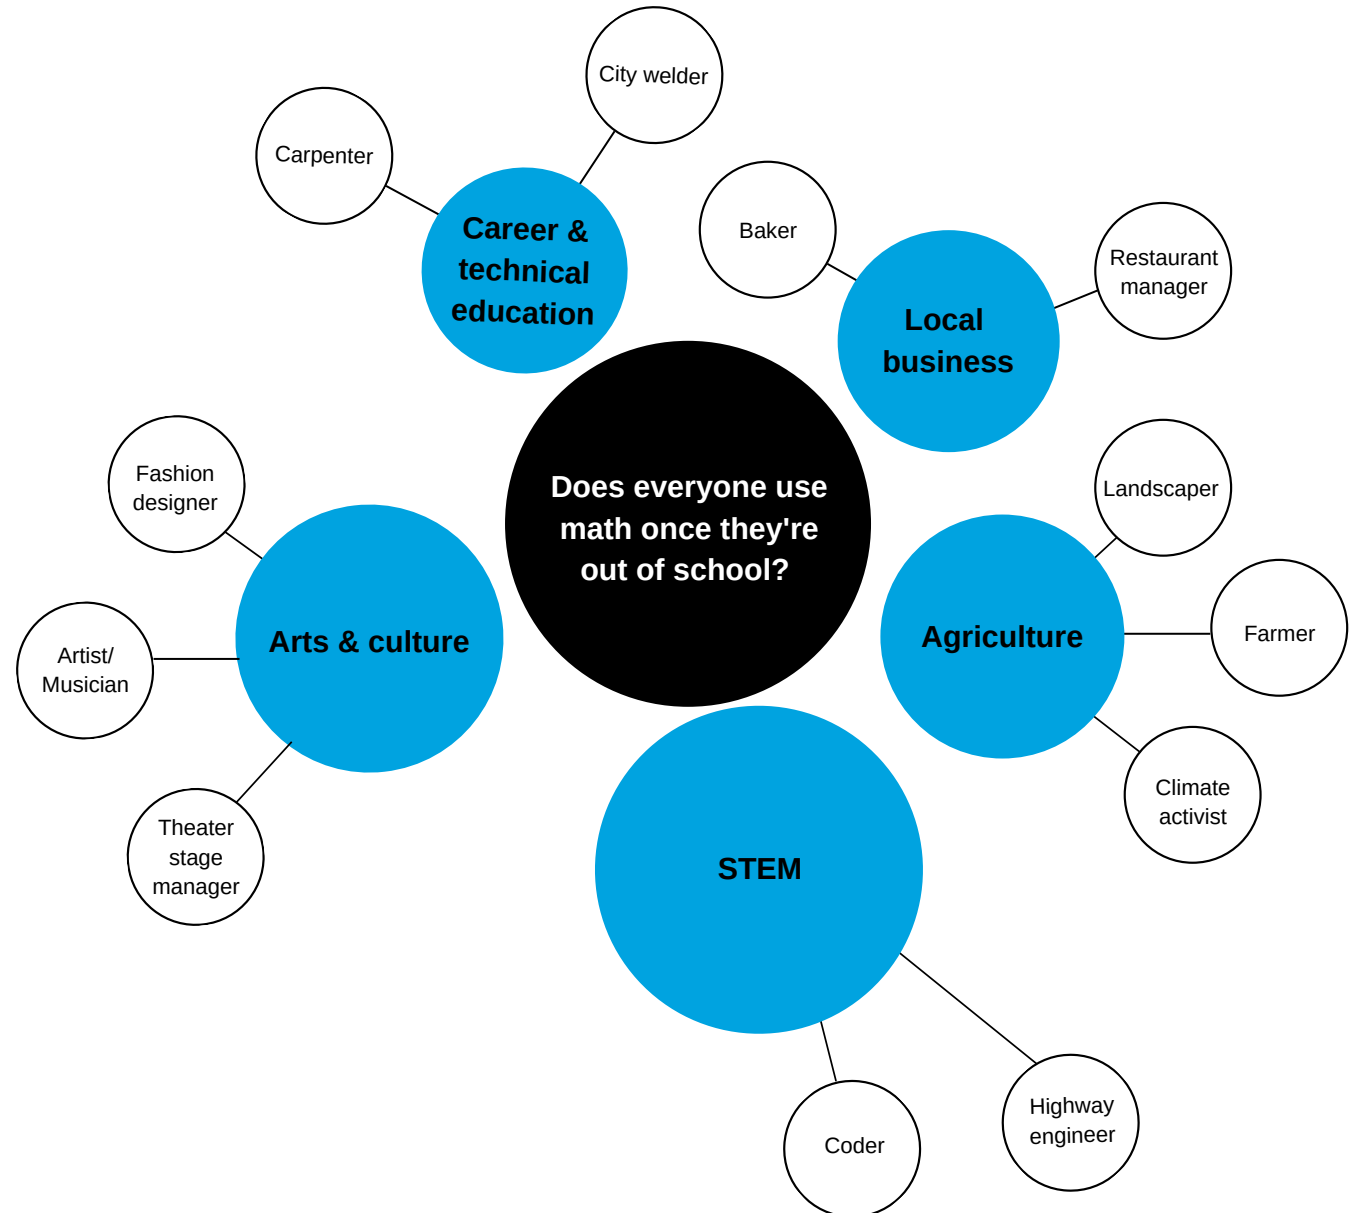 City welder
Carpenter
Career &
technical
education
Baker
Restaurant
manager
Local
business
Does everyone use
math once they're
out of school?
Fashion
designer
Landscaper
Arts & culture
Agriculture
Farmer
Artist/
Musician
Climate
activist
Theater
stage
manager
STEM
Coder
Highway
engineer